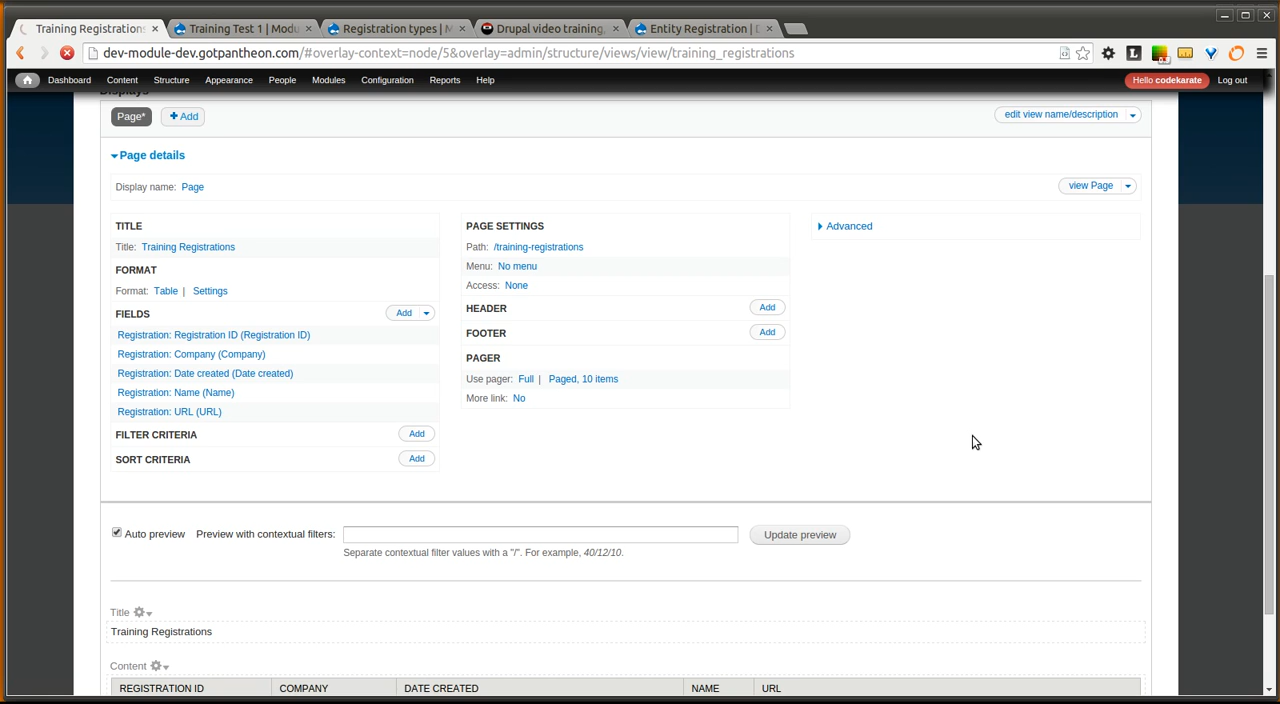 Training Registrations
Training Test 1 | Modu
Registration types | M
Drupal video training,
Entity Registration | D
dev-module-dev.gotpantheon.com/#overlay-context=node/5&overlay=admin/structure/views/view/training_registrations
Dashboard Content Structure Appearance People Modules Configuration Reports Help Hello codekarate Log out
Displays
Page* Add edit view name/description
Page details
Display name: Page view Page
TITLE
Title: Training Registrations
FORMAT
Format: Table | Settings
FIELDS Add
Registration: Registration ID (Registration ID)
Registration: Company (Company)
Registration: Date created (Date created)
Registration: Name (Name)
Registration: URL (URL)
FILTER CRITERIA Add
SORT CRITERIA Add
PAGE SETTINGS
Path: /training-registrations
Menu: No menu
Access: None
HEADER Add
FOOTER Add
PAGER
Use pager: Full | Paged, 10 items
More link: No
Advanced
Auto preview Preview with contextual filters: Update preview
Separate contextual filter values with a "/". For example, 40/12/10.
Title
Training Registrations
Content
REGISTRATION ID COMPANY DATE CREATED NAME URL